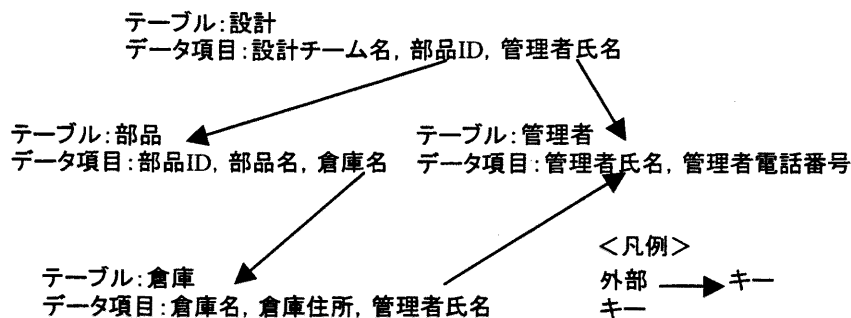 テーブル:設計
データ項目:設計チーム名, 部品ID, 管理者氏名
テーブル:部品
データ項目:部品ID, 部品名, 倉庫名
テーブル:管理者
データ項目:管理者氏名, 管理者電話番号
テーブル:倉庫
データ項目:倉庫名, 倉庫住所, 管理者氏名
<凡例>
外部 キー
キー